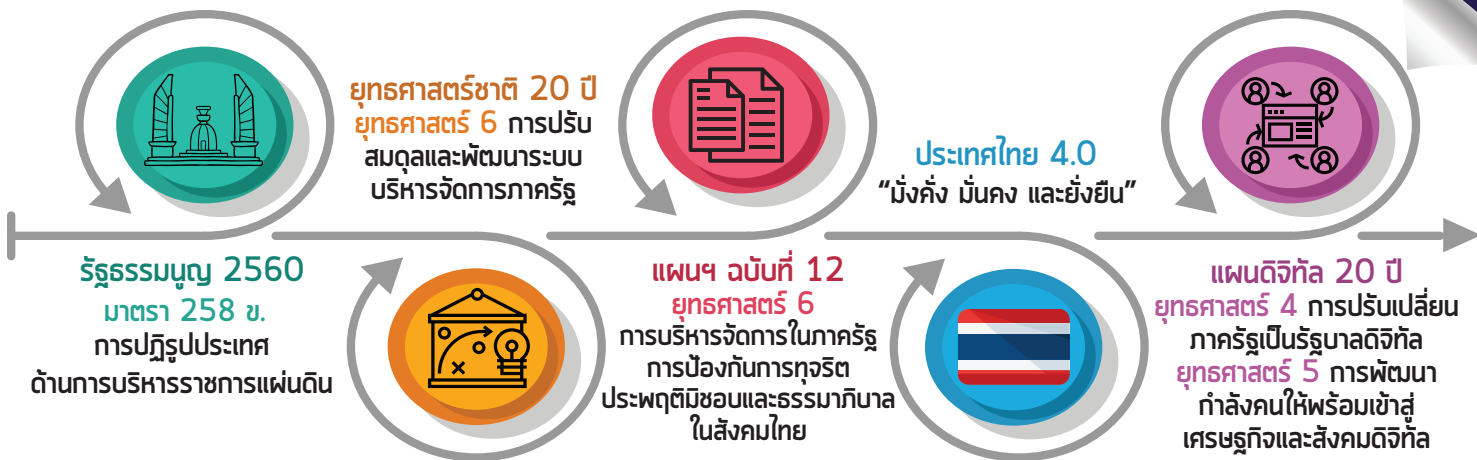 รัฐธรรมนูญ 2560
มาตรา 258 ข.
การปฏิรูปประเทศ
ด้านการบริหารราชการแผ่นดิน
ยุทธศาสตร์ชาติ 20 ปี
ยุทธศาสตร์ 6 การปรับ
สมดุลและพัฒนาระบบ
บริหารจัดการภาครัฐ
แผนฯ ฉบับที่ 12
ยุทธศาสตร์ 6
การบริหารจัดการในภาครัฐ
การป้องกันการทุจริต
ประพฤติมิชอบและธรรมาภิบาล
ในสังคมไทย
ประเทศไทย 4.0
“มั่งคั่ง มั่นคง และยั่งยืน”
แผนดิจิทัล 20 ปี
ยุทธศาสตร์ 4 การปรับเปลี่ยน
ภาครัฐเป็นรัฐบาลดิจิทัล
ยุทธศาสตร์ 5 การพัฒนา
กำลังคนให้พร้อมเข้าสู่
เศรษฐกิจและสังคมดิจิทัล